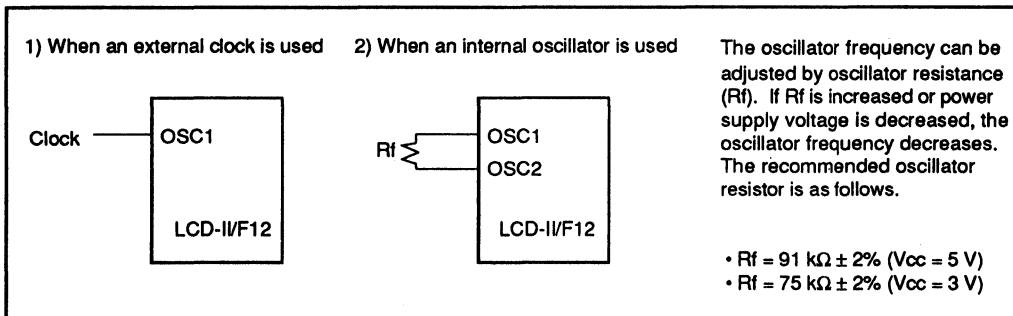 1) When an external clock is used
Clock
OSC1
LCD-II/F12
2) When an internal oscillator is used
Rf
OSC1
OSC2
LCD-II/F12
The oscillator frequency can be
adjusted by oscillator resistance
(Rf). If Rf is increased or power
supply voltage is decreased, the
oscillator frequency decreases.
The recommended oscillator
resistor is as follows.
• Rf = 91 kΩ ± 2% (Vcc = 5 V)
• Rf = 75 kΩ ± 2% (Vcc = 3 V)